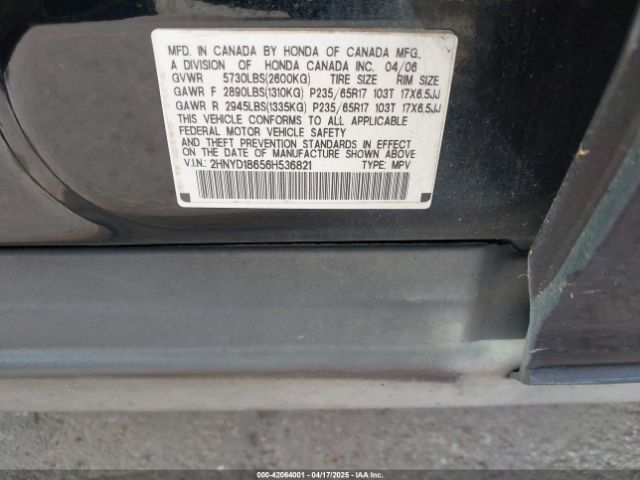 MFD. IN CANADA BY HONDA OF CANADA MFG.,
A DIVISION OF HONDA CANADA INC. 04/06
GVWR 5730LBS(2600KG) TIRE SIZE RIM SIZE
GAWR F 2890LBS(1310KG) P235/65R17 103T 17X6.5JJ
GAWR R 2945LBS(1335KG) P235/65R17 103T 17X6.5JJ
THIS VEHICLE CONFORMS TO ALL APPLICABLE
FEDERAL MOTOR VEHICLE SAFETY
AND THEFT PREVENTION STANDARDS IN EFFECT
ON THE DATE OF MANUFACTURE SHOWN ABOVE
V.I.N.: 2HNYD18656H536821 TYPE: MPV
000-42064001 - 04/17/2025 - IAAI.COM